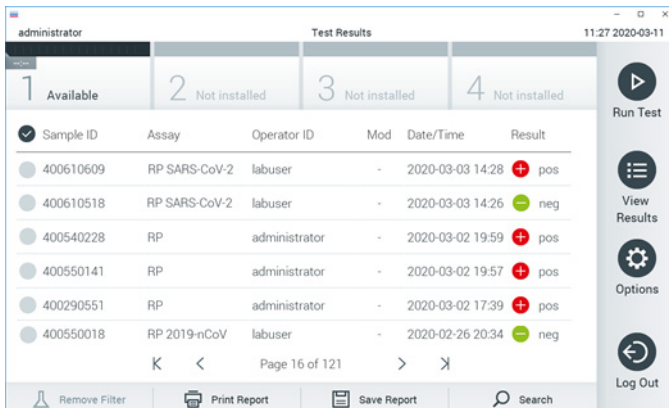 administrator Test Results 11:27 2020-03-11
--:--
1 Available 2 Not installed 3 Not installed 4 Not installed
Run Test
Sample ID Assay Operator ID Mod Date/Time Result
400610609 RP SARS-CoV-2 labuser - 2020-03-03 14:28 pos
400610518 RP SARS-CoV-2 labuser - 2020-03-03 14:26 neg
View
Results
400540228 RP administrator - 2020-03-02 19:59 pos
400550141 RP administrator - 2020-03-02 19:57 pos
Options
400290551 RP administrator - 2020-03-02 17:39 pos
400550018 RP 2019-nCoV labuser - 2020-02-26 20:34 neg
Page 16 of 121
Log Out
Remove Filter Print Report Save Report Search